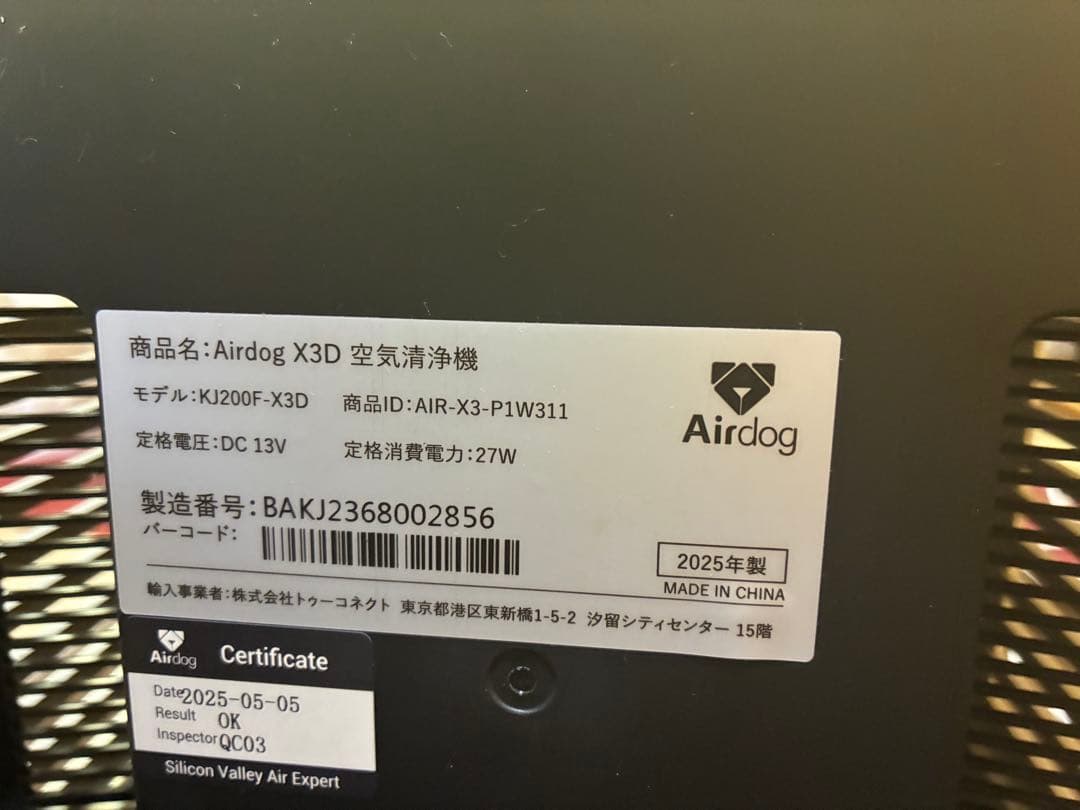 商品名:Airdog X3D 空気清浄機
モデル:KJ200F-X3D 商品ID:AIR-X3-P1W311
定格電圧:DC 13V 定格消費電力:27W
Airdog
製造番号:BAKJ2368002856
バーコード:
2025年製
MADE IN CHINA
輸入事業者:株式会社トゥーコネクト 東京都港区東新橋1-5-2 汐留シティセンター 15階
Airdog Certificate
Date 2025-05-05
Result OK
Inspector QC03
Silicon Valley Air Expert